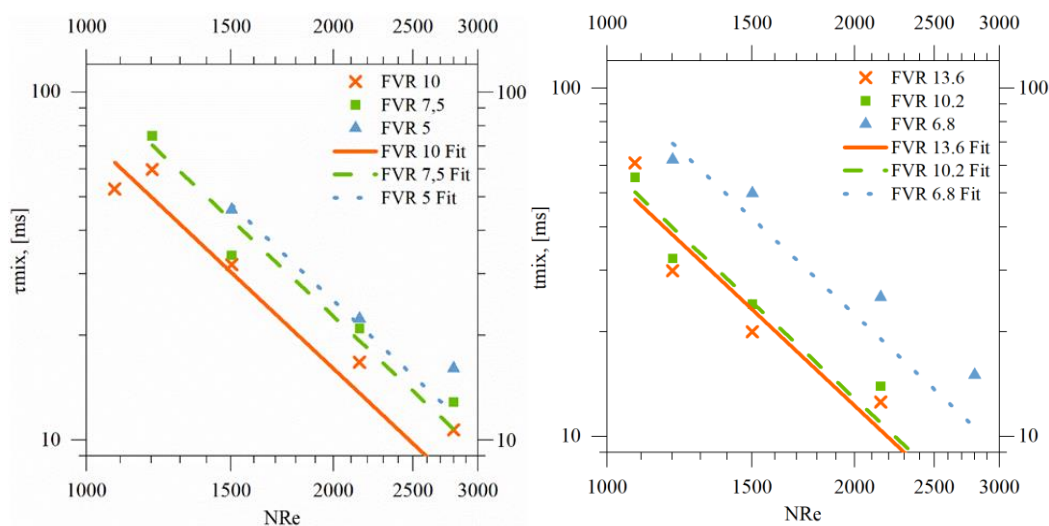 1000 1500 2000 2500 3000
100 100
10 10
τmix, [ms]
FVR 10
FVR 7,5
FVR 5
FVR 10 Fit
FVR 7,5 Fit
FVR 5 Fit
1000 1500 2000 2500 3000
NRe
1000 1500 2000 2500 3000
100 100
10 10
tmix, [ms]
FVR 13.6
FVR 10.2
FVR 6.8
FVR 13.6 Fit
FVR 10.2 Fit
FVR 6.8 Fit
1000 1500 2000 2500 3000
NRe